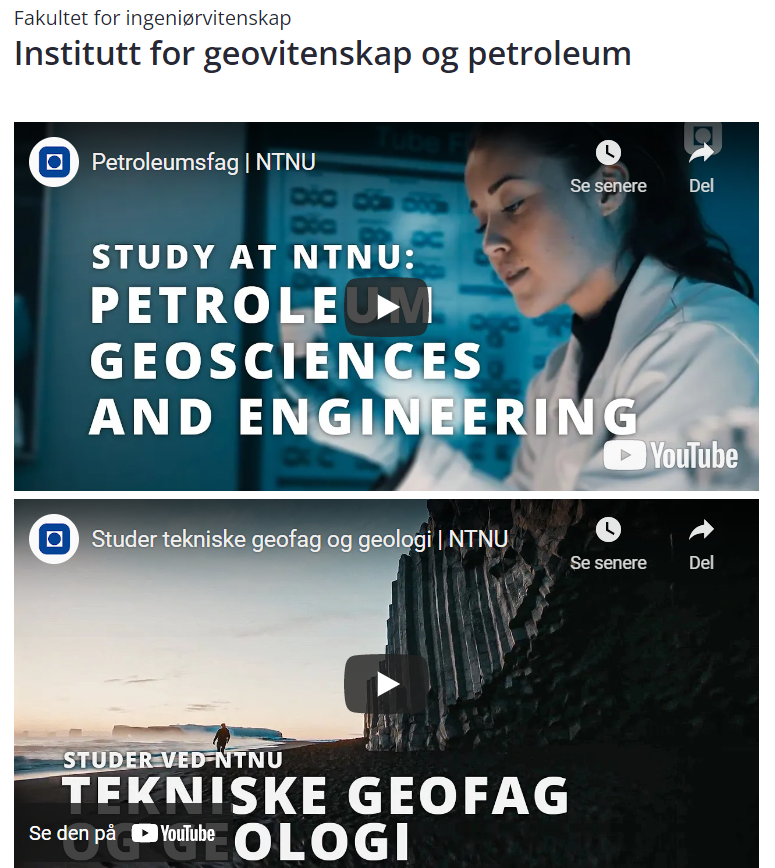 Fakultet for ingeniørvitenskap
Institutt for geovitenskap og petroleum
Petroleumsfag | NTNU
Se senere
Del
STUDY AT NTNU:
PETROLEUM
GEOSCIENCES
AND ENGINEERING
YouTube
Studer tekniske geofag og geologi | NTNU
Se senere
Del
STUDER VED NTNU
TEKNISKE GEOFAG
OG GEOLOGI
Se den på YouTube